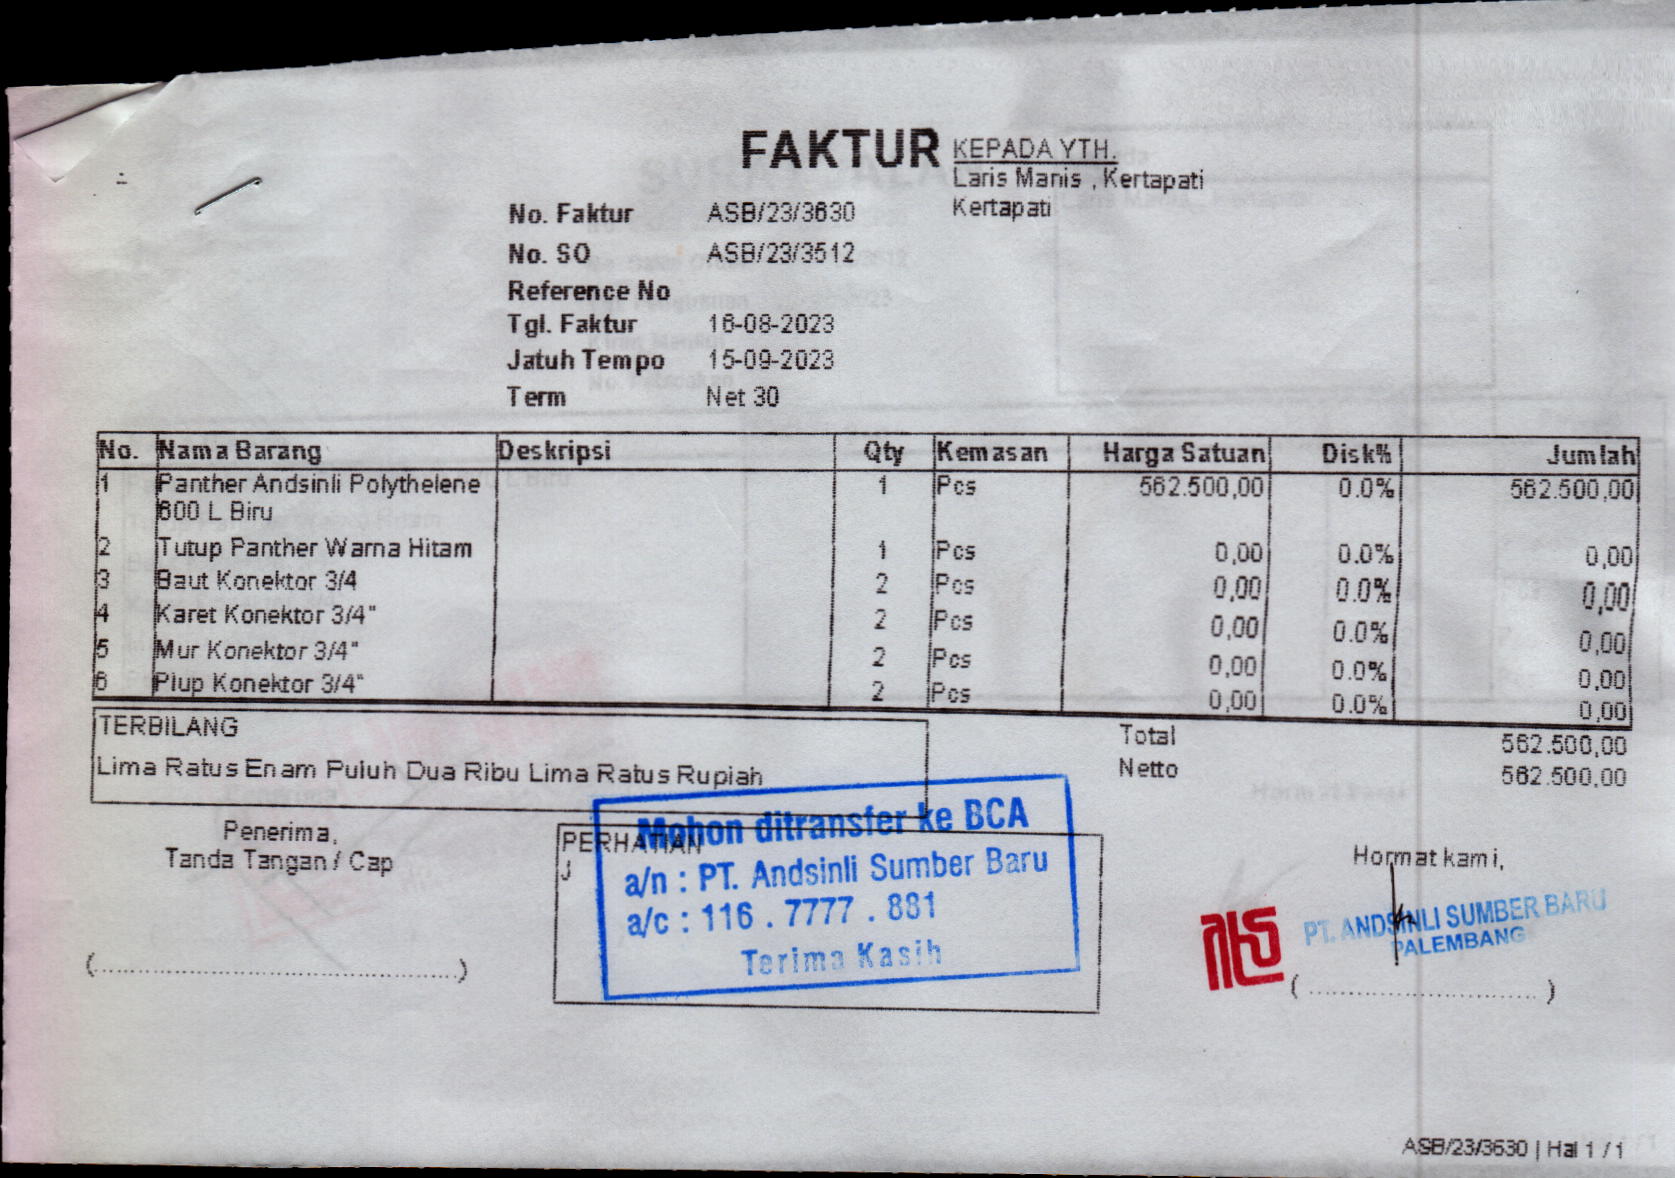 FAKTUR
KEPADA YTH.
Laris Manis , Kertapati
Kertapati
No. Faktur ASB/23/3630
No. SO ASB/23/3512
Reference No
Tgl. Faktur 16-08-2023
Jatuh Tempo 15-09-2023
Term Net 30
No. Nama Barang Deskripsi Qty Kemasan Harga Satuan Disk% Jumlah
1 Panther Andsinli Polythelene 1 Pcs 562.500,00 0.0% 562.500,00
600 L Biru
2 Tutup Panther Warna Hitam 1 Pcs 0,00 0.0% 0,00
3 Baut Konektor 3/4 2 Pcs 0,00 0.0% 0,00
4 Karet Konektor 3/4" 2 Pcs 0,00 0.0% 0,00
5 Mur Konektor 3/4" 2 Pcs 0,00 0.0% 0,00
6 Plup Konektor 3/4" 2 Pcs 0,00 0.0% 0,00
TERBILANG
Lima Ratus Enam Puluh Dua Ribu Lima Ratus Rupiah
Total 562.500,00
Netto 562.500,00
Penerima,
Tanda Tangan / Cap
(....................)
PERHATIAN
J
Mohon ditransfer ke BCA
a/n : PT. Andsinli Sumber Baru
a/c : 116 . 7777 . 881
Terima Kasih
Hormat kami,
PT. ANDSINLI SUMBER BARU
PALEMBANG
(....................)
ASB/23/3630 | Hal 1 / 1